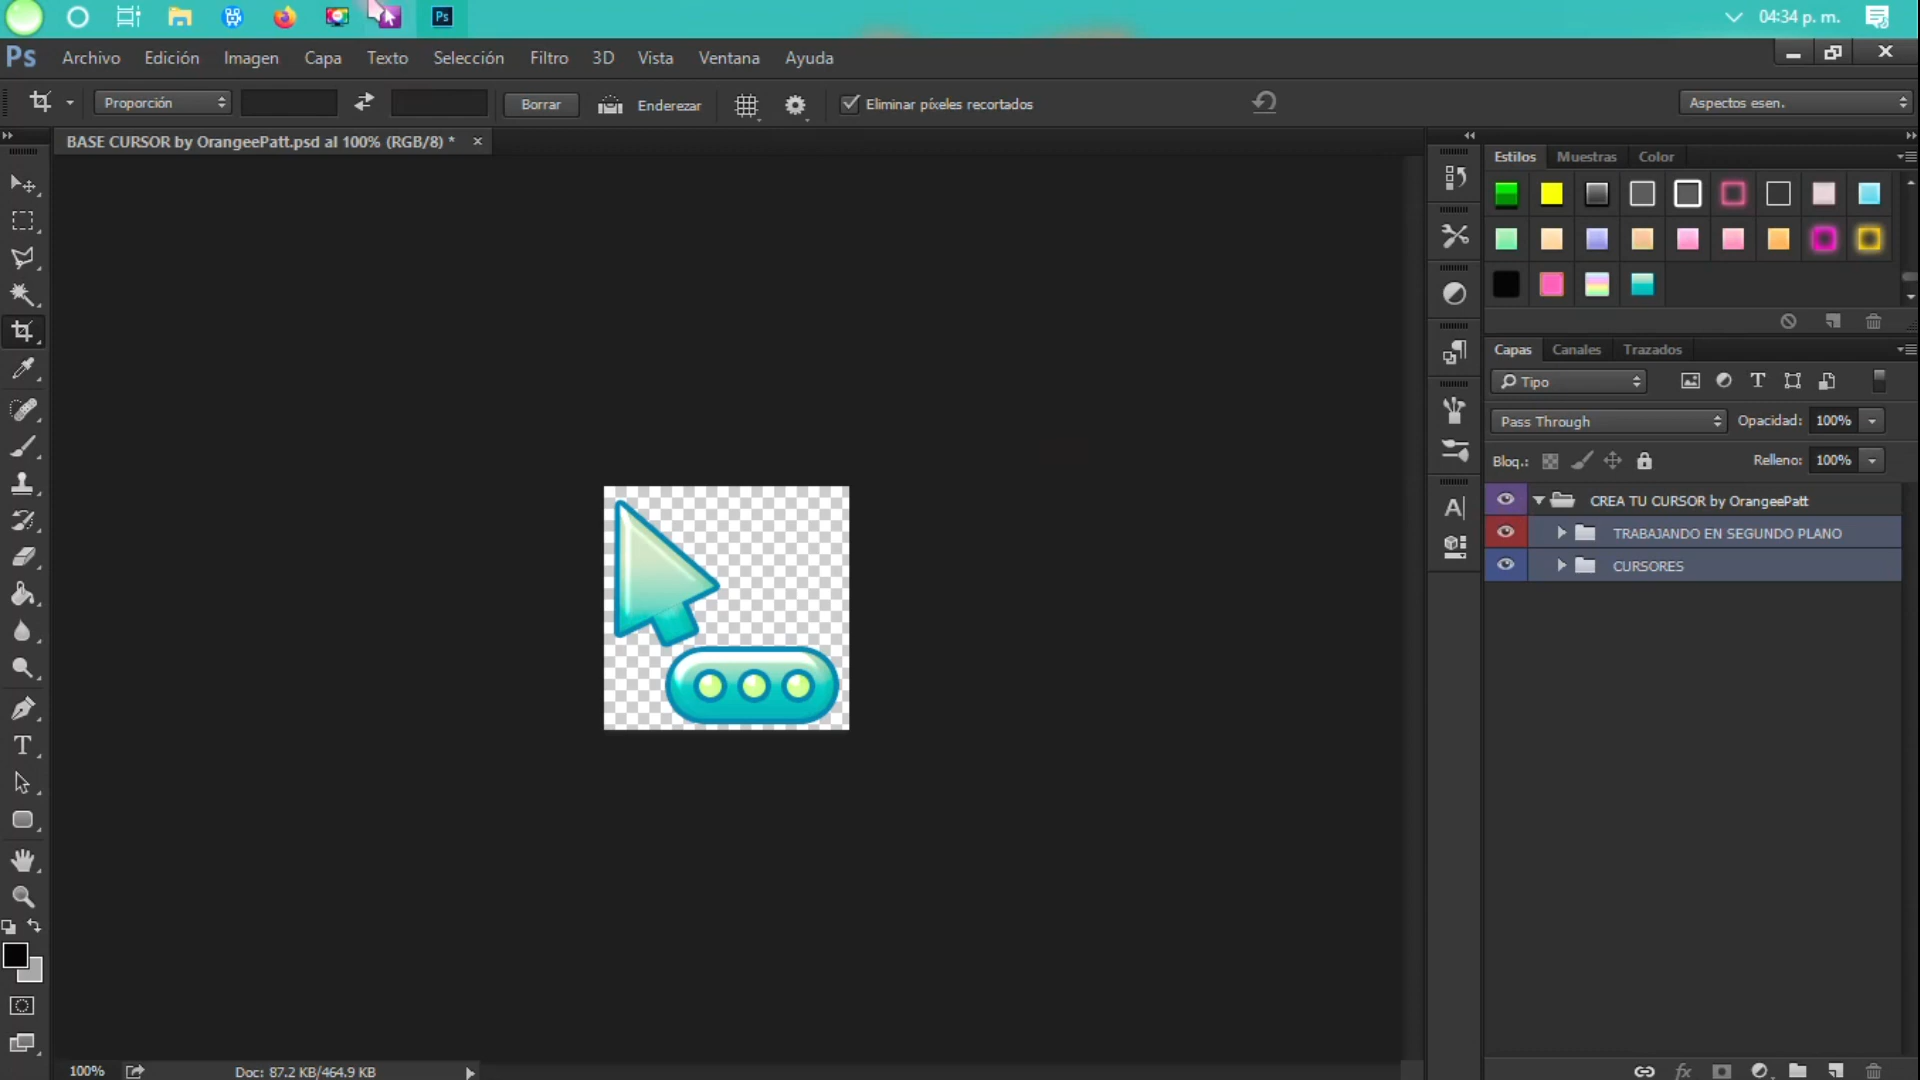 Ps
04:34 p. m.
Ps Archivo Edición Imagen Capa Texto Selección Filtro 3D Vista Ventana Ayuda
Proporción Borrar Enderezar Eliminar píxeles recortados Aspectos esen.
BASE CURSOR by OrangeePatt.psd al 100% (RGB/8) *
Estilos Muestras Color
Capas Canales Trazados
Tipo
Pass Through Opacidad: 100%
Bloq.: Relleno: 100%
CREA TU CURSOR by OrangeePatt
TRABAJANDO EN SEGUNDO PLANO
CURSORES
100% Doc: 87.2 KB/464.9 KB